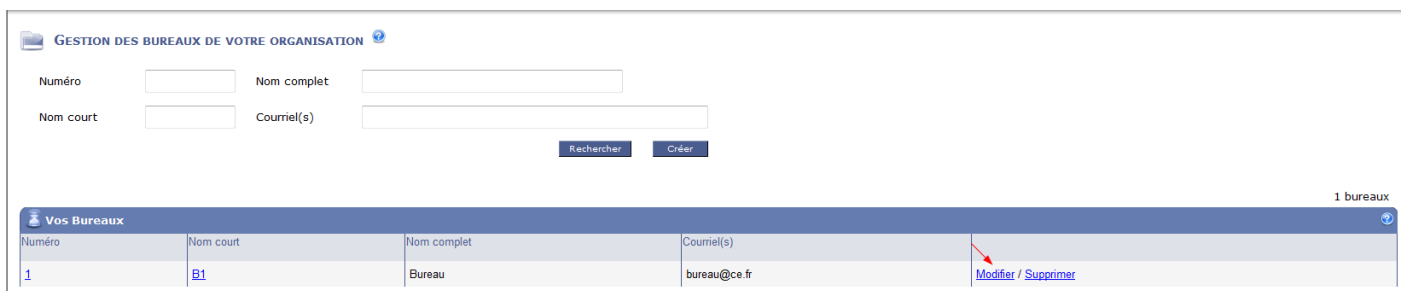 GESTION DES BUREAUX DE VOTRE ORGANISATION
Numéro Nom complet
Nom court Courriel(s)
Rechercher Créer
1 bureaux
Vos Bureaux
Numéro Nom court Nom complet Courriel(s)
1 B1 Bureau bureau@ce.fr Modifier / Supprimer